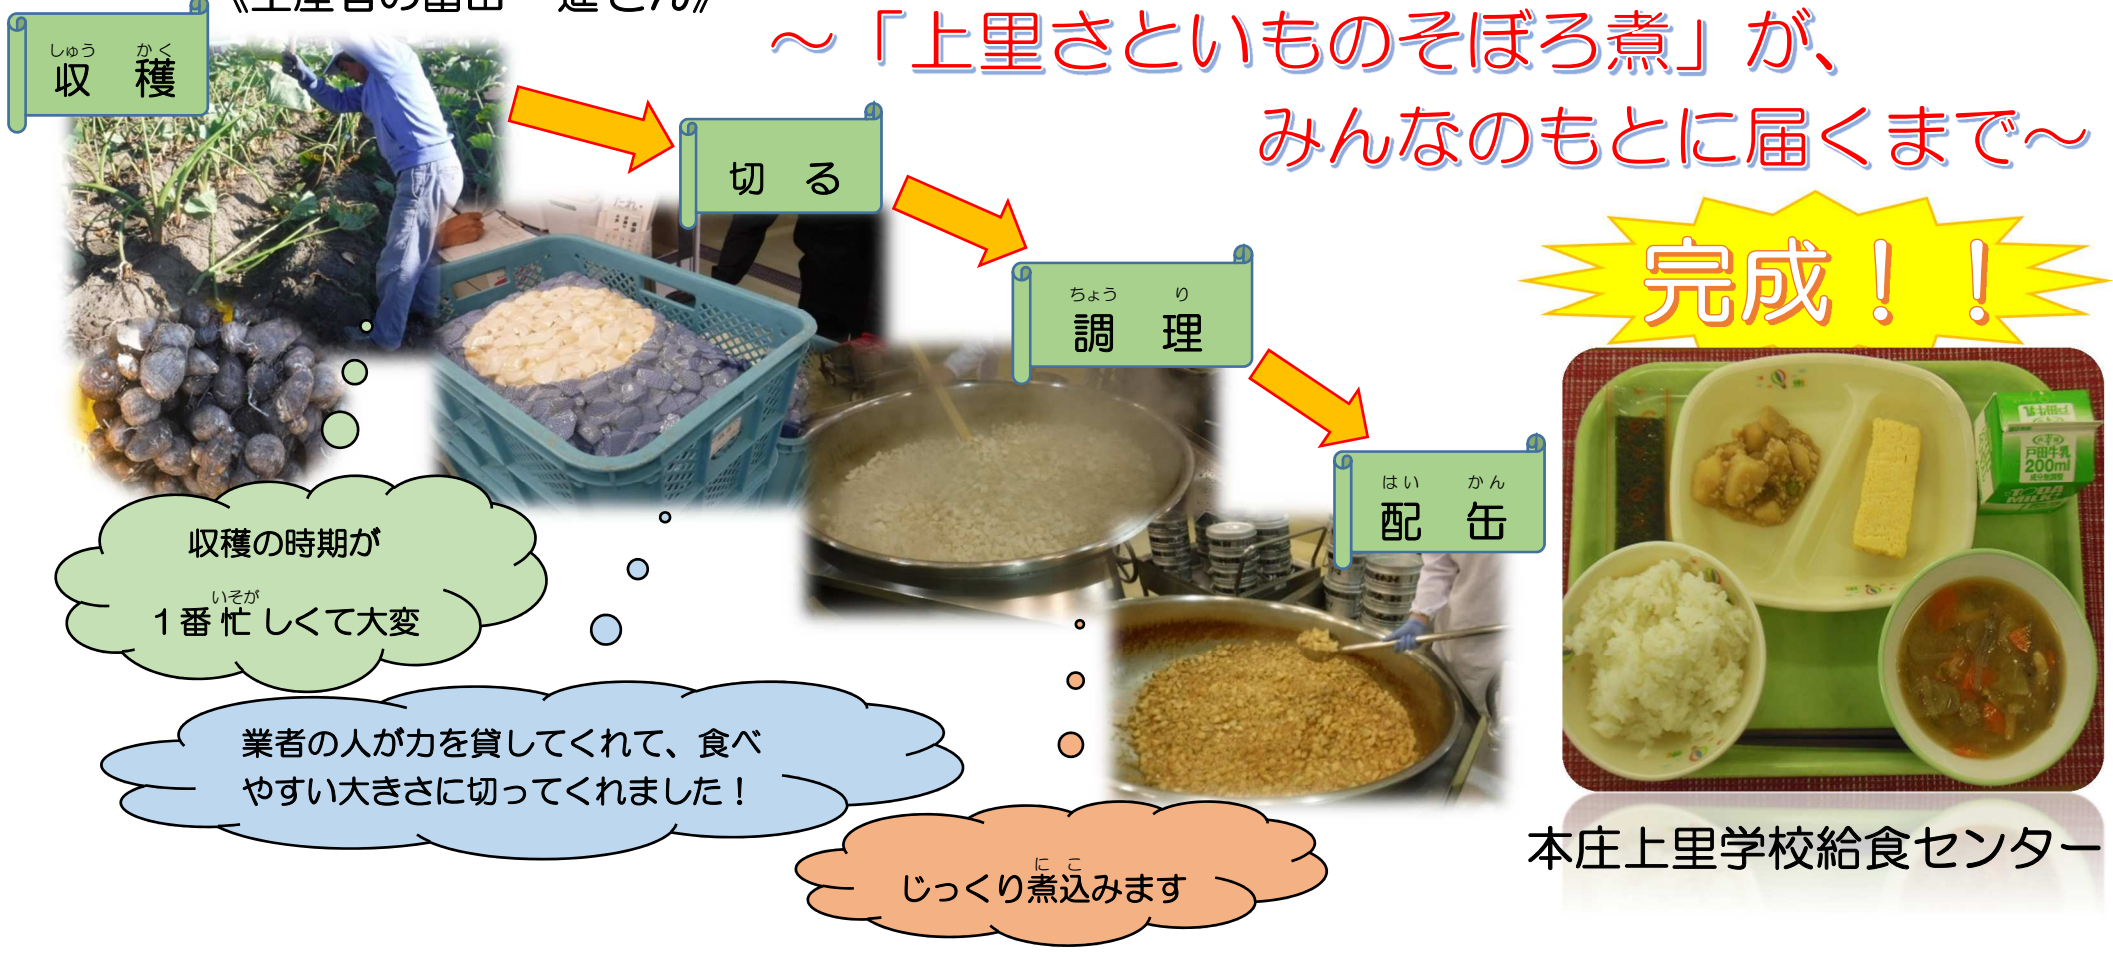 ～「上里さといものそぼろ煮」が、
みんなのもとに届くまで～
しゅう かく
収 穫
切 る
ちょう り
調 理
はい かん
配 缶
完成！！
収穫の時期が
いそが
１番忙しくて大変
業者の人が力を貸してくれて、食べ
やすい大きさに切ってくれました！
に こ
じっくり煮込みます
戸田牛乳
200ml
本庄上里学校給食センター